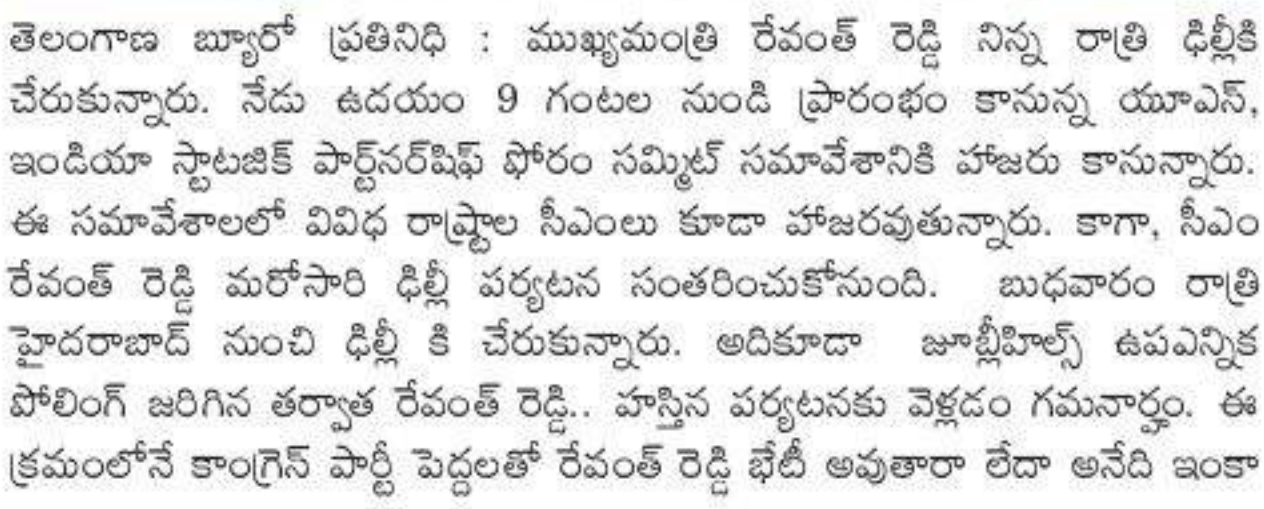 తెలంగాణ బ్యూరో ప్రతినిధి : ముఖ్యమంత్రి రేవంత్ రెడ్డి నిన్న రాత్రి ఢిల్లీకి
చేరుకున్నారు. నేడు ఉదయం 9 గంటల నుండి ప్రారంభం కానున్న యూఎస్,
ఇండియా స్టాటజిక్ పార్ట్‌నర్‌షిప్ ఫోరం సమ్మిట్ సమావేశానికి హాజరు కానున్నారు.
ఈ సమావేశాలలో వివిధ రాష్ట్రాల సీఎంలు కూడా హాజరవుతున్నారు. కాగా, సీఎం
రేవంత్ రెడ్డి మరోసారి ఢిల్లీ పర్యటన సంతరించుకోనుంది. బుధవారం రాత్రి
హైదరాబాద్ నుంచి ఢిల్లీ కి చేరుకున్నారు. అదికూడా జూబ్లీహిల్స్ ఉపఎన్నిక
పోలింగ్ జరిగిన తర్వాత రేవంత్ రెడ్డి.. హస్తిన పర్యటనకు వెళ్లడం గమనార్హం. ఈ
క్రమంలోనే కాంగ్రెస్ పార్టీ పెద్దలతో రేవంత్ రెడ్డి భేటీ అవుతారా లేదా అనేది ఇంకా